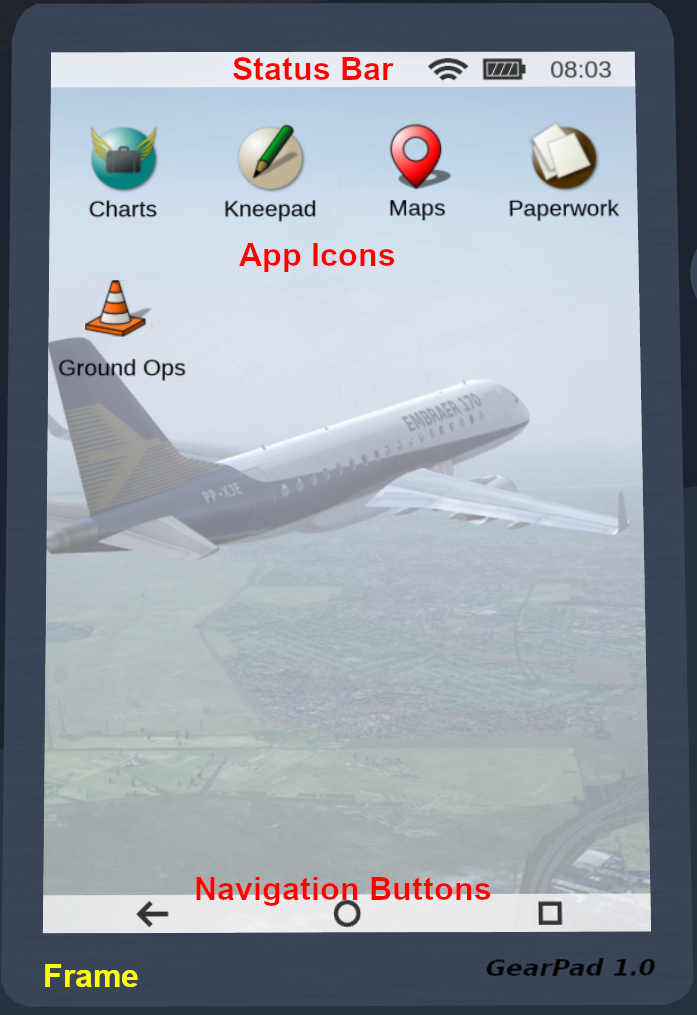 Status Bar 08:03
Charts Kneepad Maps Paperwork
App Icons
Ground Ops
EMBRAER 170
PP-XJE
Navigation Buttons
Frame
GearPad 1.0